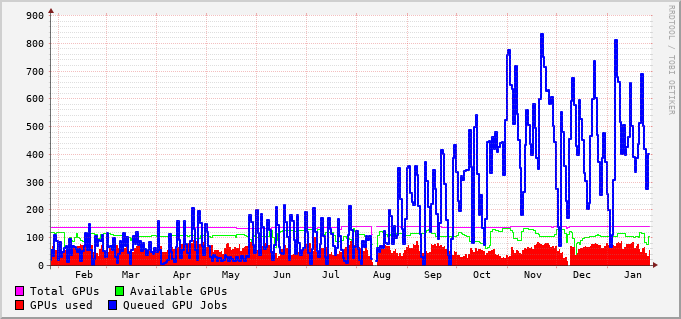 900
800
700
600
500
400
300
200
100
0
Feb Mar Apr May Jun Jul Aug Sep Oct Nov Dec Jan
Total GPUs Available GPUs
GPUs used Queued GPU Jobs
RRDTOOL / TOBI OETIKER